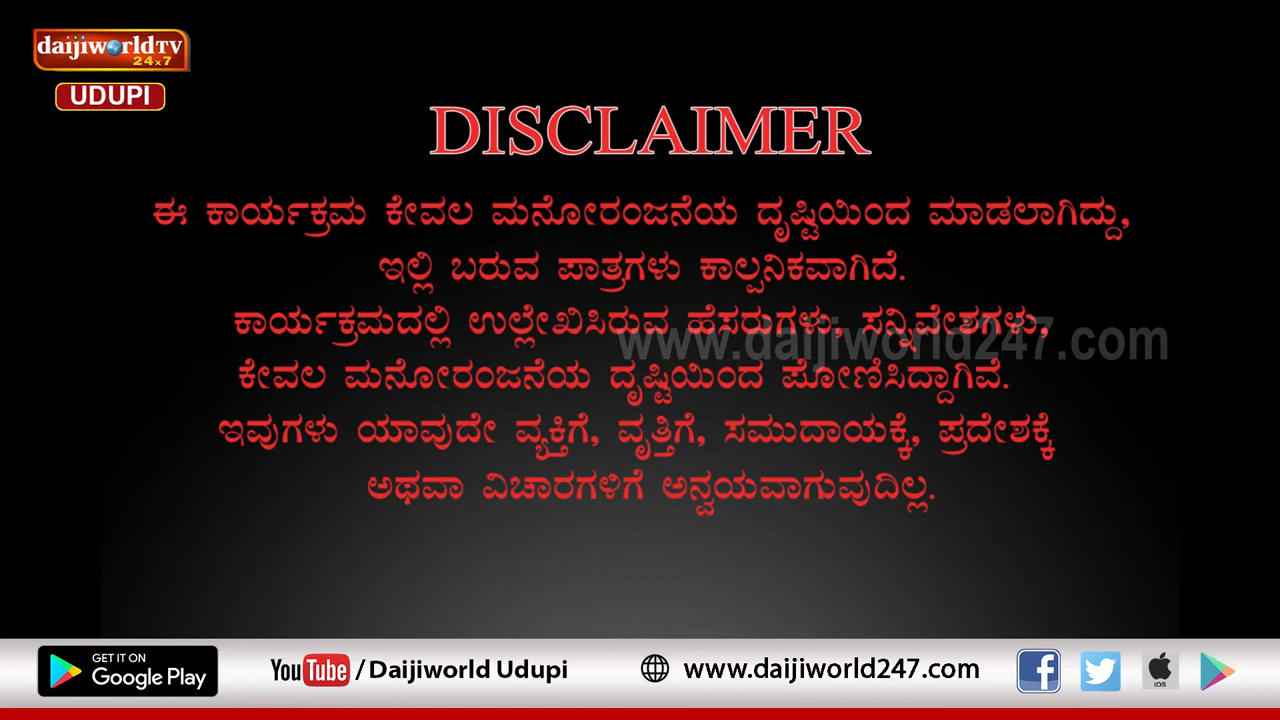 daijiworldTV
24x7
UDUPI
DISCLAIMER
ಈ ಕಾರ್ಯಕ್ರಮ ಕೇವಲ ಮನೋರಂಜನೆಯ ದೃಷ್ಟಿಯಿಂದ ಮಾಡಲಾಗಿದ್ದು,
ಇಲ್ಲಿ ಬರುವ ಪಾತ್ರಗಳು ಕಾಲ್ಪನಿಕವಾಗಿದೆ.
ಕಾರ್ಯಕ್ರಮದಲ್ಲಿ ಉಲ್ಲೇಖಿಸಿರುವ ಹೆಸರುಗಳು, ಸನ್ನಿವೇಶಗಳು,
www.daijiworld247.com
ಕೇವಲ ಮನೋರಂಜನೆಯ ದೃಷ್ಟಿಯಿಂದ ಪೋಣಿಸಿದ್ದಾಗಿವೆ.
ಇವುಗಳು ಯಾವುದೇ ವ್ಯಕ್ತಿಗೆ, ವೃತ್ತಿಗೆ, ಸಮುದಾಯಕ್ಕೆ, ಪ್ರದೇಶಕ್ಕೆ
ಅಥವಾ ವಿಚಾರಗಳಿಗೆ ಅನ್ವಯವಾಗುವುದಿಲ್ಲ.
GET IT ON
Google Play
YouTube / Daijiworld Udupi
www.daijiworld247.com
iOS